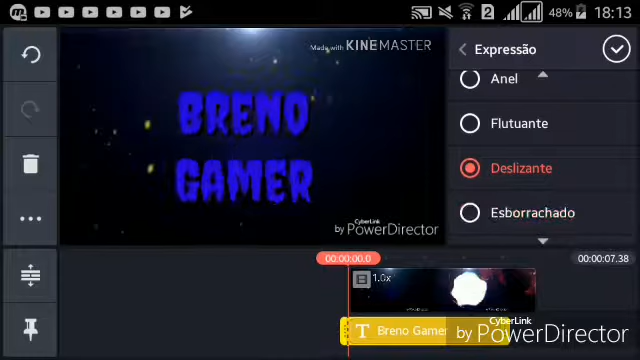 2
48%
18:13
Made with KINEMASTER
BRENO
GAMER
CyberLink
by PowerDirector
Expressão
Anel
Flutuante
Deslizante
Esborrachado
00:00:00.0
00:00:07.38
1.0x
T Breno Gamer
CyberLink
by PowerDirector